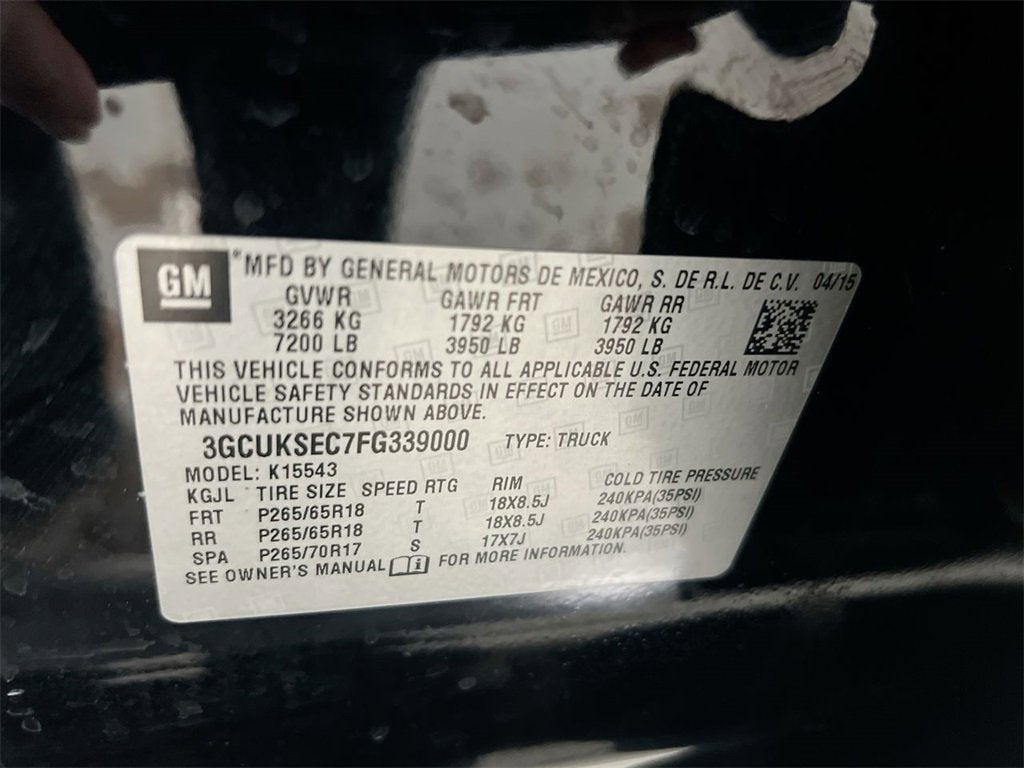 GM *MFD BY GENERAL MOTORS DE MEXICO, S. DE R.L. DE C.V. 04/15
GVWR GAWR FRT GAWR RR
3266 KG 1792 KG 1792 KG
7200 LB 3950 LB 3950 LB
THIS VEHICLE CONFORMS TO ALL APPLICABLE U.S. FEDERAL MOTOR
VEHICLE SAFETY STANDARDS IN EFFECT ON THE DATE OF
MANUFACTURE SHOWN ABOVE.
3GCUKSEC7FG339000 TYPE: TRUCK
MODEL: K15543
KGJL TIRE SIZE SPEED RTG RIM COLD TIRE PRESSURE
FRT P265/65R18 T 18X8.5J 240KPA(35PSI)
RR P265/65R18 T 18X8.5J 240KPA(35PSI)
SPA P265/70R17 S 17X7J 240KPA(35PSI)
SEE OWNER'S MANUAL i FOR MORE INFORMATION.